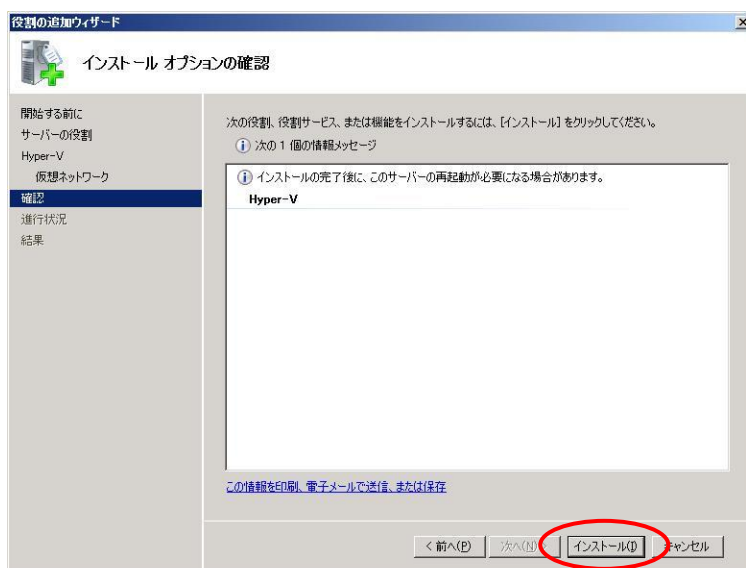 役割の追加ウィザード
インストール オプションの確認
開始する前に
サーバーの役割
Hyper-V
仮想ネットワーク
確認
進行状況
結果
次の役割、役割サービス、または機能をインストールするには、[インストール] をクリックしてください。
次の 1 個の情報メッセージ
インストールの完了後に、このサーバーの再起動が必要になる場合があります。
Hyper-V
この情報を印刷、電子メールで送信、または保存
< 前へ(P)
次へ(N) >
インストール(I)
キャンセル